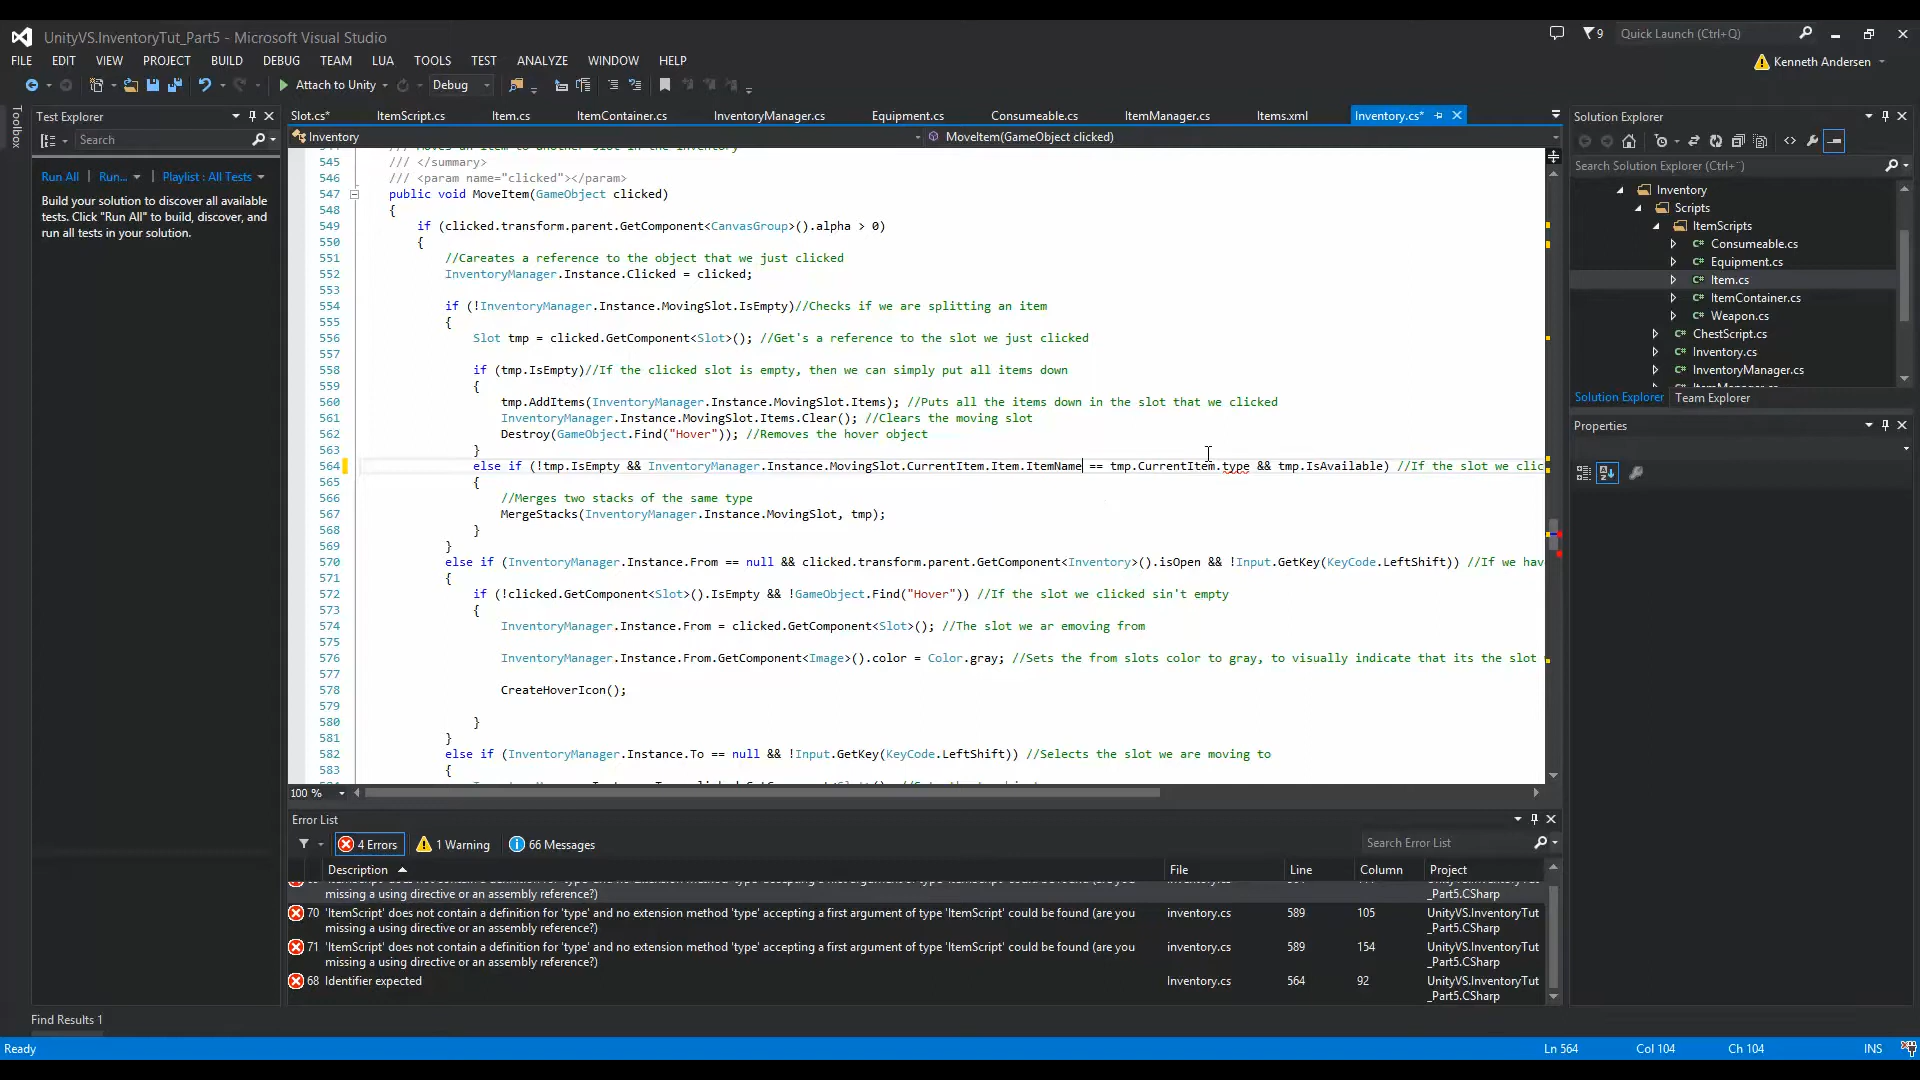 UnityVS.InventoryTut_Part5 - Microsoft Visual Studio
9
Quick Launch (Ctrl+Q)
FILE EDIT VIEW PROJECT BUILD DEBUG TEAM LUA TOOLS TEST ANALYZE WINDOW HELP
Kenneth Andersen
Attach to Unity
Debug
Toolbox
Test Explorer
Search
Run All Run... Playlist : All Tests
Build your solution to discover all available
tests. Click "Run All" to build, discover, and
run all tests in your solution.
Slot.cs* ItemScript.cs Item.cs ItemContainer.cs InventoryManager.cs Equipment.cs Consumeable.cs ItemManager.cs Items.xml Inventory.cs*
Inventory
MoveItem(GameObject clicked)
545 /// </summary>
546 /// <param name="clicked"></param>
547 public void MoveItem(GameObject clicked)
548 {
549 if (clicked.transform.parent.GetComponent<CanvasGroup>().alpha > 0)
550 {
551 //Careates a reference to the object that we just clicked
552 InventoryManager.Instance.Clicked = clicked;
553
554 if (!InventoryManager.Instance.MovingSlot.IsEmpty)//Checks if we are splitting an item
555 {
556 Slot tmp = clicked.GetComponent<Slot>(); //Get's a reference to the slot we just clicked
557
558 if (tmp.IsEmpty)//If the clicked slot is empty, then we can simply put all items down
559 {
560 tmp.AddItems(InventoryManager.Instance.MovingSlot.Items); //Puts all the items down in the slot that we clicked
561 InventoryManager.Instance.MovingSlot.Items.Clear(); //Clears the moving slot
562 Destroy(GameObject.Find("Hover")); //Removes the hover object
563 }
564 else if (!tmp.IsEmpty && InventoryManager.Instance.MovingSlot.CurrentItem.Item.ItemName == tmp.CurrentItem.type && tmp.IsAvailable) //If the slot we clic
565 {
566 //Merges two stacks of the same type
567 MergeStacks(InventoryManager.Instance.MovingSlot, tmp);
568 }
569 }
570 else if (InventoryManager.Instance.From == null && clicked.transform.parent.GetComponent<Inventory>().isOpen && !Input.GetKey(KeyCode.LeftShift)) //If we hav
571 {
572 if (!clicked.GetComponent<Slot>().IsEmpty && !GameObject.Find("Hover")) //If the slot we clicked sin't empty
573 {
574 InventoryManager.Instance.From = clicked.GetComponent<Slot>(); //The slot we ar emoving from
575
576 InventoryManager.Instance.From.GetComponent<Image>().color = Color.gray; //Sets the from slots color to gray, to visually indicate that its the slot
577
578 CreateHoverIcon();
579
580 }
581 }
582 else if (InventoryManager.Instance.To == null && !Input.GetKey(KeyCode.LeftShift)) //Selects the slot we are moving to
583 {
100 %
Solution Explorer
Search Solution Explorer (Ctrl+¨)
Inventory
Scripts
ItemScripts
Consumeable.cs
Equipment.cs
Item.cs
ItemContainer.cs
Weapon.cs
ChestScript.cs
Inventory.cs
InventoryManager.cs
Solution Explorer Team Explorer
Properties
Error List
4 Errors 1 Warning 66 Messages
Search Error List
Description File Line Column Project
missing a using directive or an assembly reference?) _Part5.CSharp
70 'ItemScript' does not contain a definition for 'type' and no extension method 'type' accepting a first argument of type 'ItemScript' could be found (are you inventory.cs 589 105 UnityVS.InventoryTut
missing a using directive or an assembly reference?) _Part5.CSharp
71 'ItemScript' does not contain a definition for 'type' and no extension method 'type' accepting a first argument of type 'ItemScript' could be found (are you inventory.cs 589 154 UnityVS.InventoryTut
missing a using directive or an assembly reference?) _Part5.CSharp
68 Identifier expected Inventory.cs 564 92 UnityVS.InventoryTut
_Part5.CSharp
Find Results 1
Ready Ln 564 Col 104 Ch 104 INS